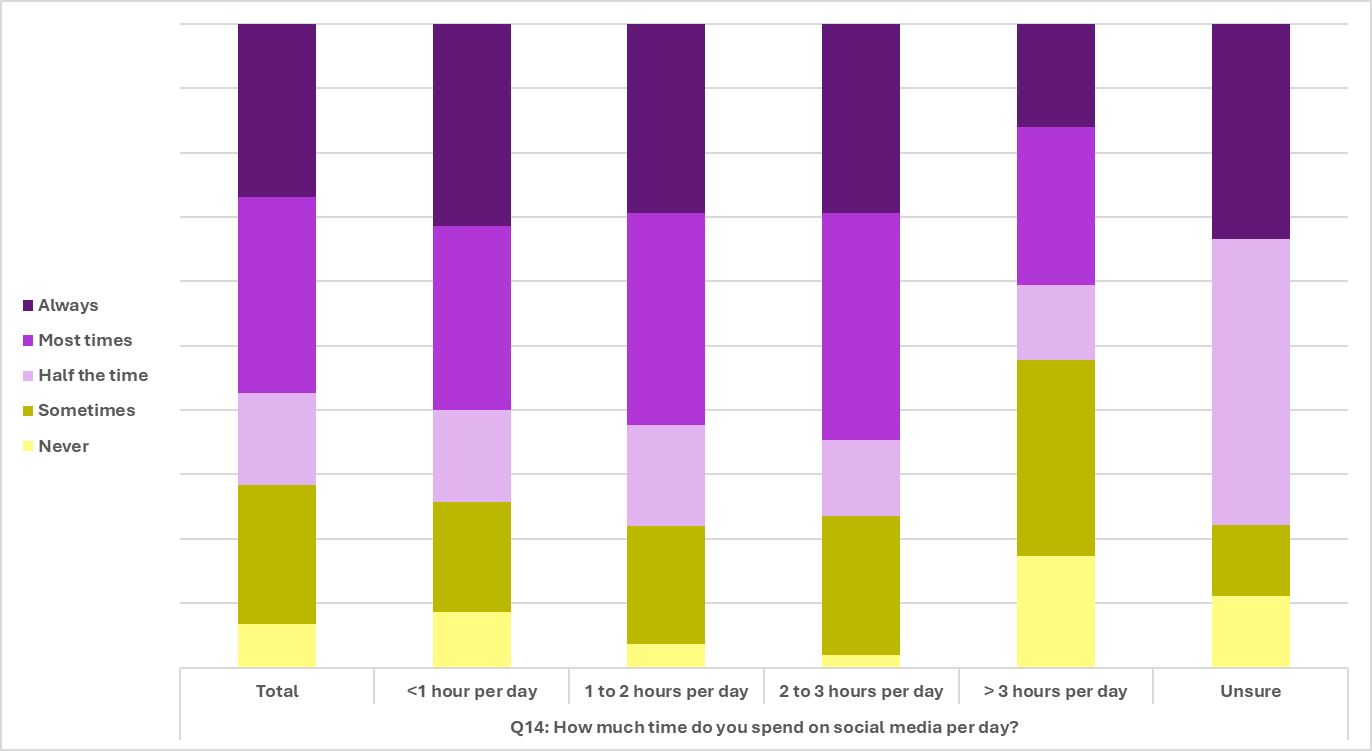 Always
Most times
Half the time
Sometimes
Never
Total
<1 hour per day
1 to 2 hours per day
2 to 3 hours per day
> 3 hours per day
Unsure
Q14: How much time do you spend on social media per day?